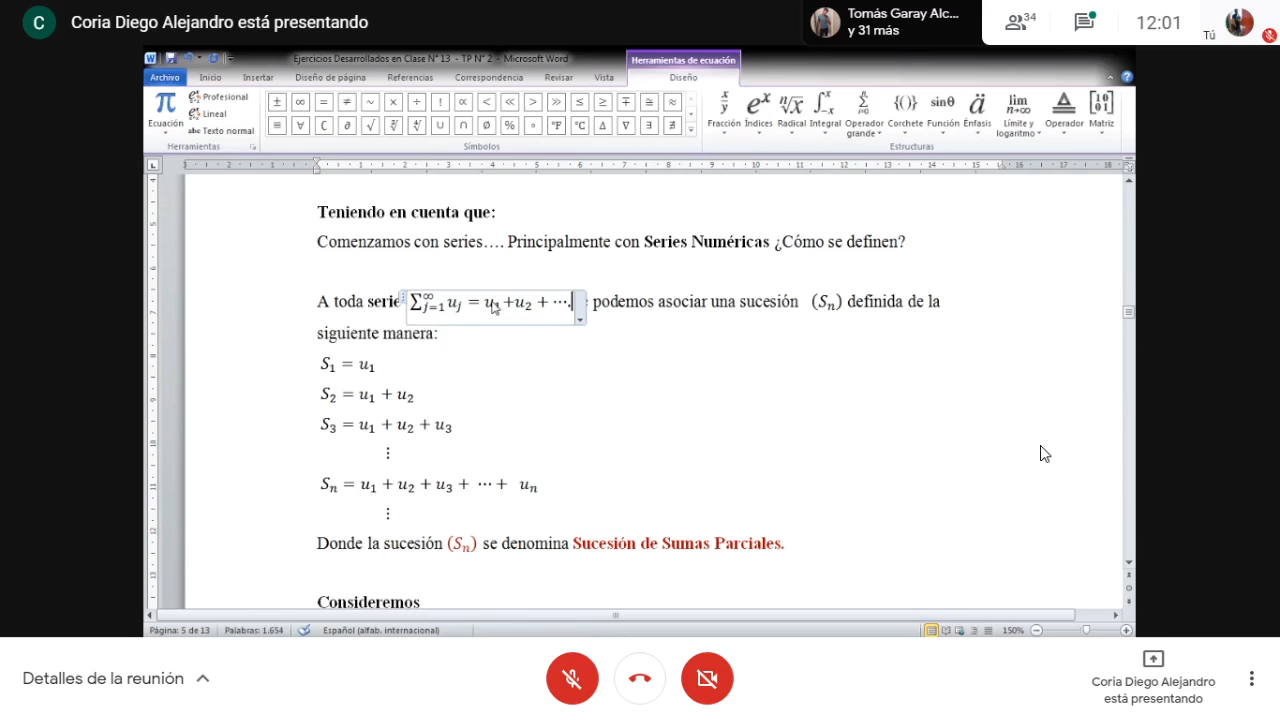 C Coria Diego Alejandro está presentando
Tomás Garay Alc...
y 31 más
34
12:01
Tú
Ejercicios Desarrollados en Clase N° 13 - TP N° 2 - Microsoft Word
Herramientas de ecuación
Archivo Inicio Insertar Diseño de página Referencias Correspondencia Revisar Vista Diseño
π Ecuación
Profesional
Lineal
abc Texto normal
Herramientas
± ∞ = ≠ ~ × ÷ ! ∝ < ≪ > ≫ ≤ ≥ ∓ ≅ ≈
≡ ∀ ∁ ∂ √ ∛ ∜ ∪ ∩ ∅ % ° °F °C ∆ ∇ ∃ ∄
Símbolos
Fracción Índices Radical Integral Operador grande Corchete Función Énfasis Límite y logaritmo Operador Matriz
Estructuras
Teniendo en cuenta que:
Comenzamos con series…. Principalmente con Series Numéricas ¿Cómo se definen?
A toda serie ∑_{j=1}^{∞} u_j = u_1 + u_2 + ⋯. podemos asociar una sucesión (S_n) definida de la
siguiente manera:
S_1 = u_1
S_2 = u_1 + u_2
S_3 = u_1 + u_2 + u_3
⋮
S_n = u_1 + u_2 + u_3 + ⋯ + u_n
⋮
Donde la sucesión (S_n) se denomina Sucesión de Sumas Parciales.
Consideremos
Página: 5 de 13 Palabras: 1.654 Español (alfab. internacional) 150%
Detalles de la reunión
Coria Diego Alejandro
está presentando